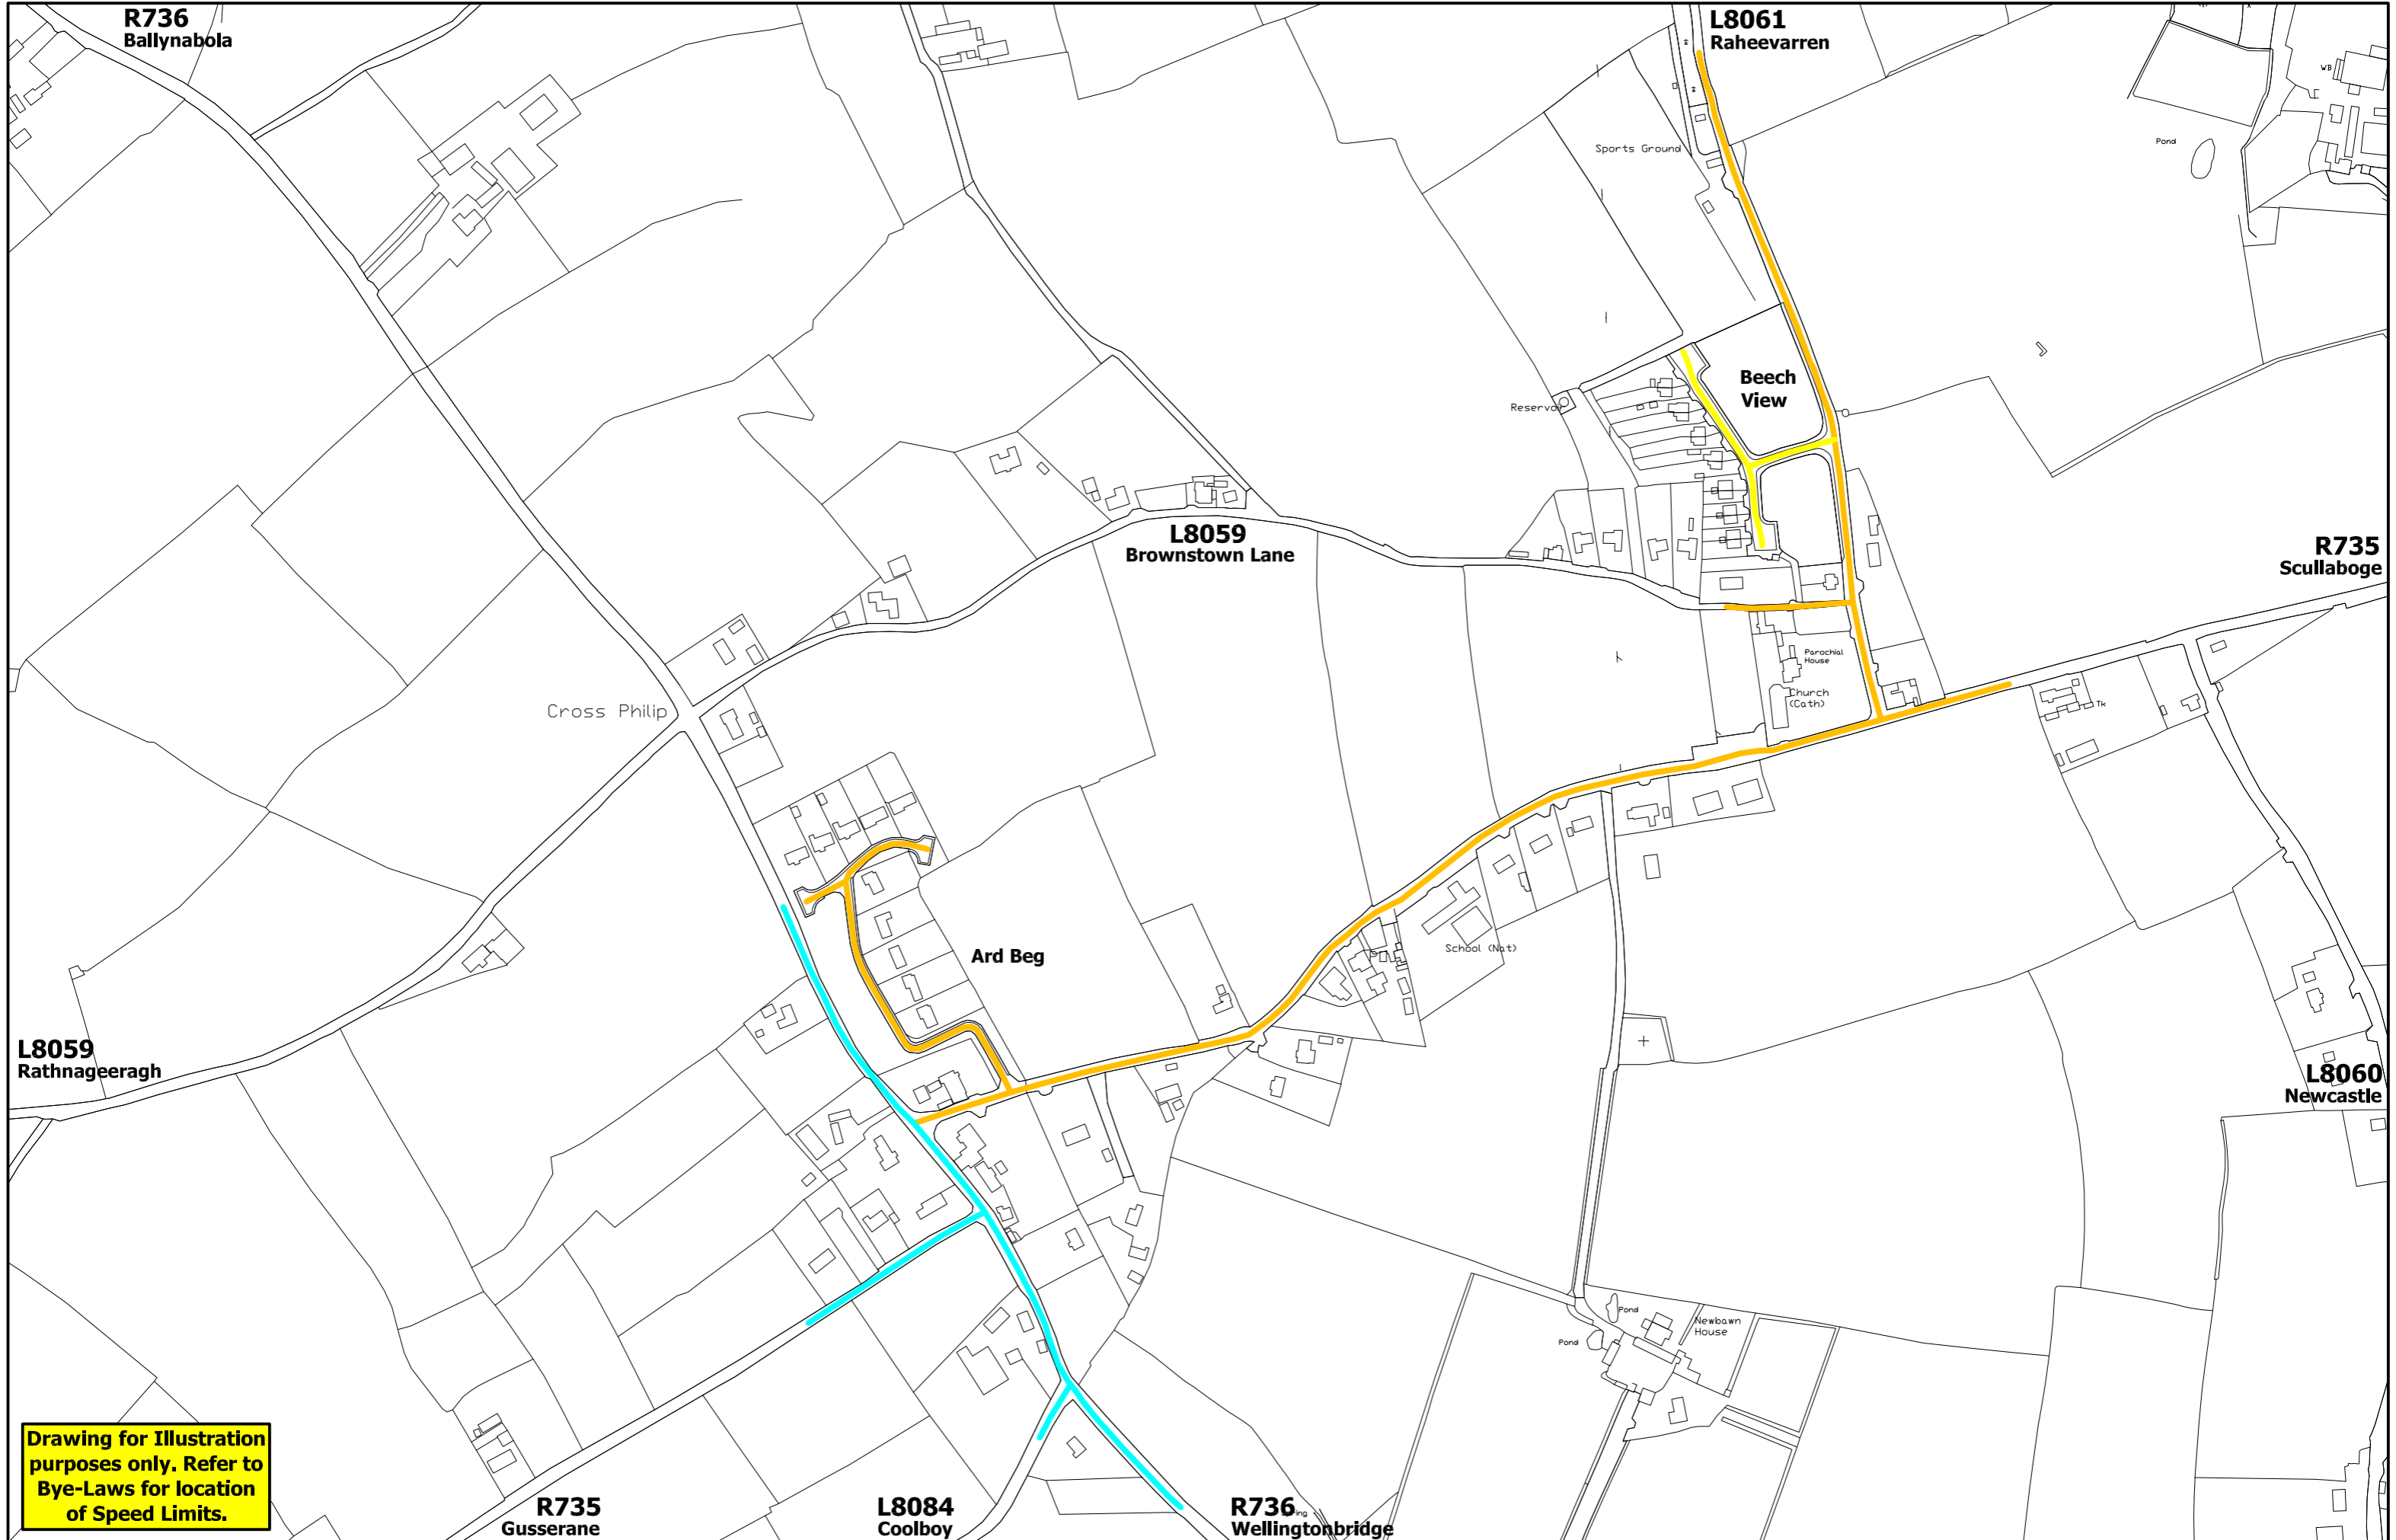 R736
Ballynabola
L8061
Raheevarren
WB
Pond
Sports Ground
Beech
View
Reservoir
L8059
Brownstown Lane
R735
Scullaboge
Parochial
House
Cross Philip
Church
(Cath)
Tk
School (Nat)
Ard Beg
L8059
Rathnageeragh
L8060
Newcastle
Pond
Newbawn
House
Pond
Drawing for Illustration
purposes only. Refer to
Bye-Laws for location
of Speed Limits.
R735
Gusserane
L8084
Coolboy
R736
Wellingtonbridge